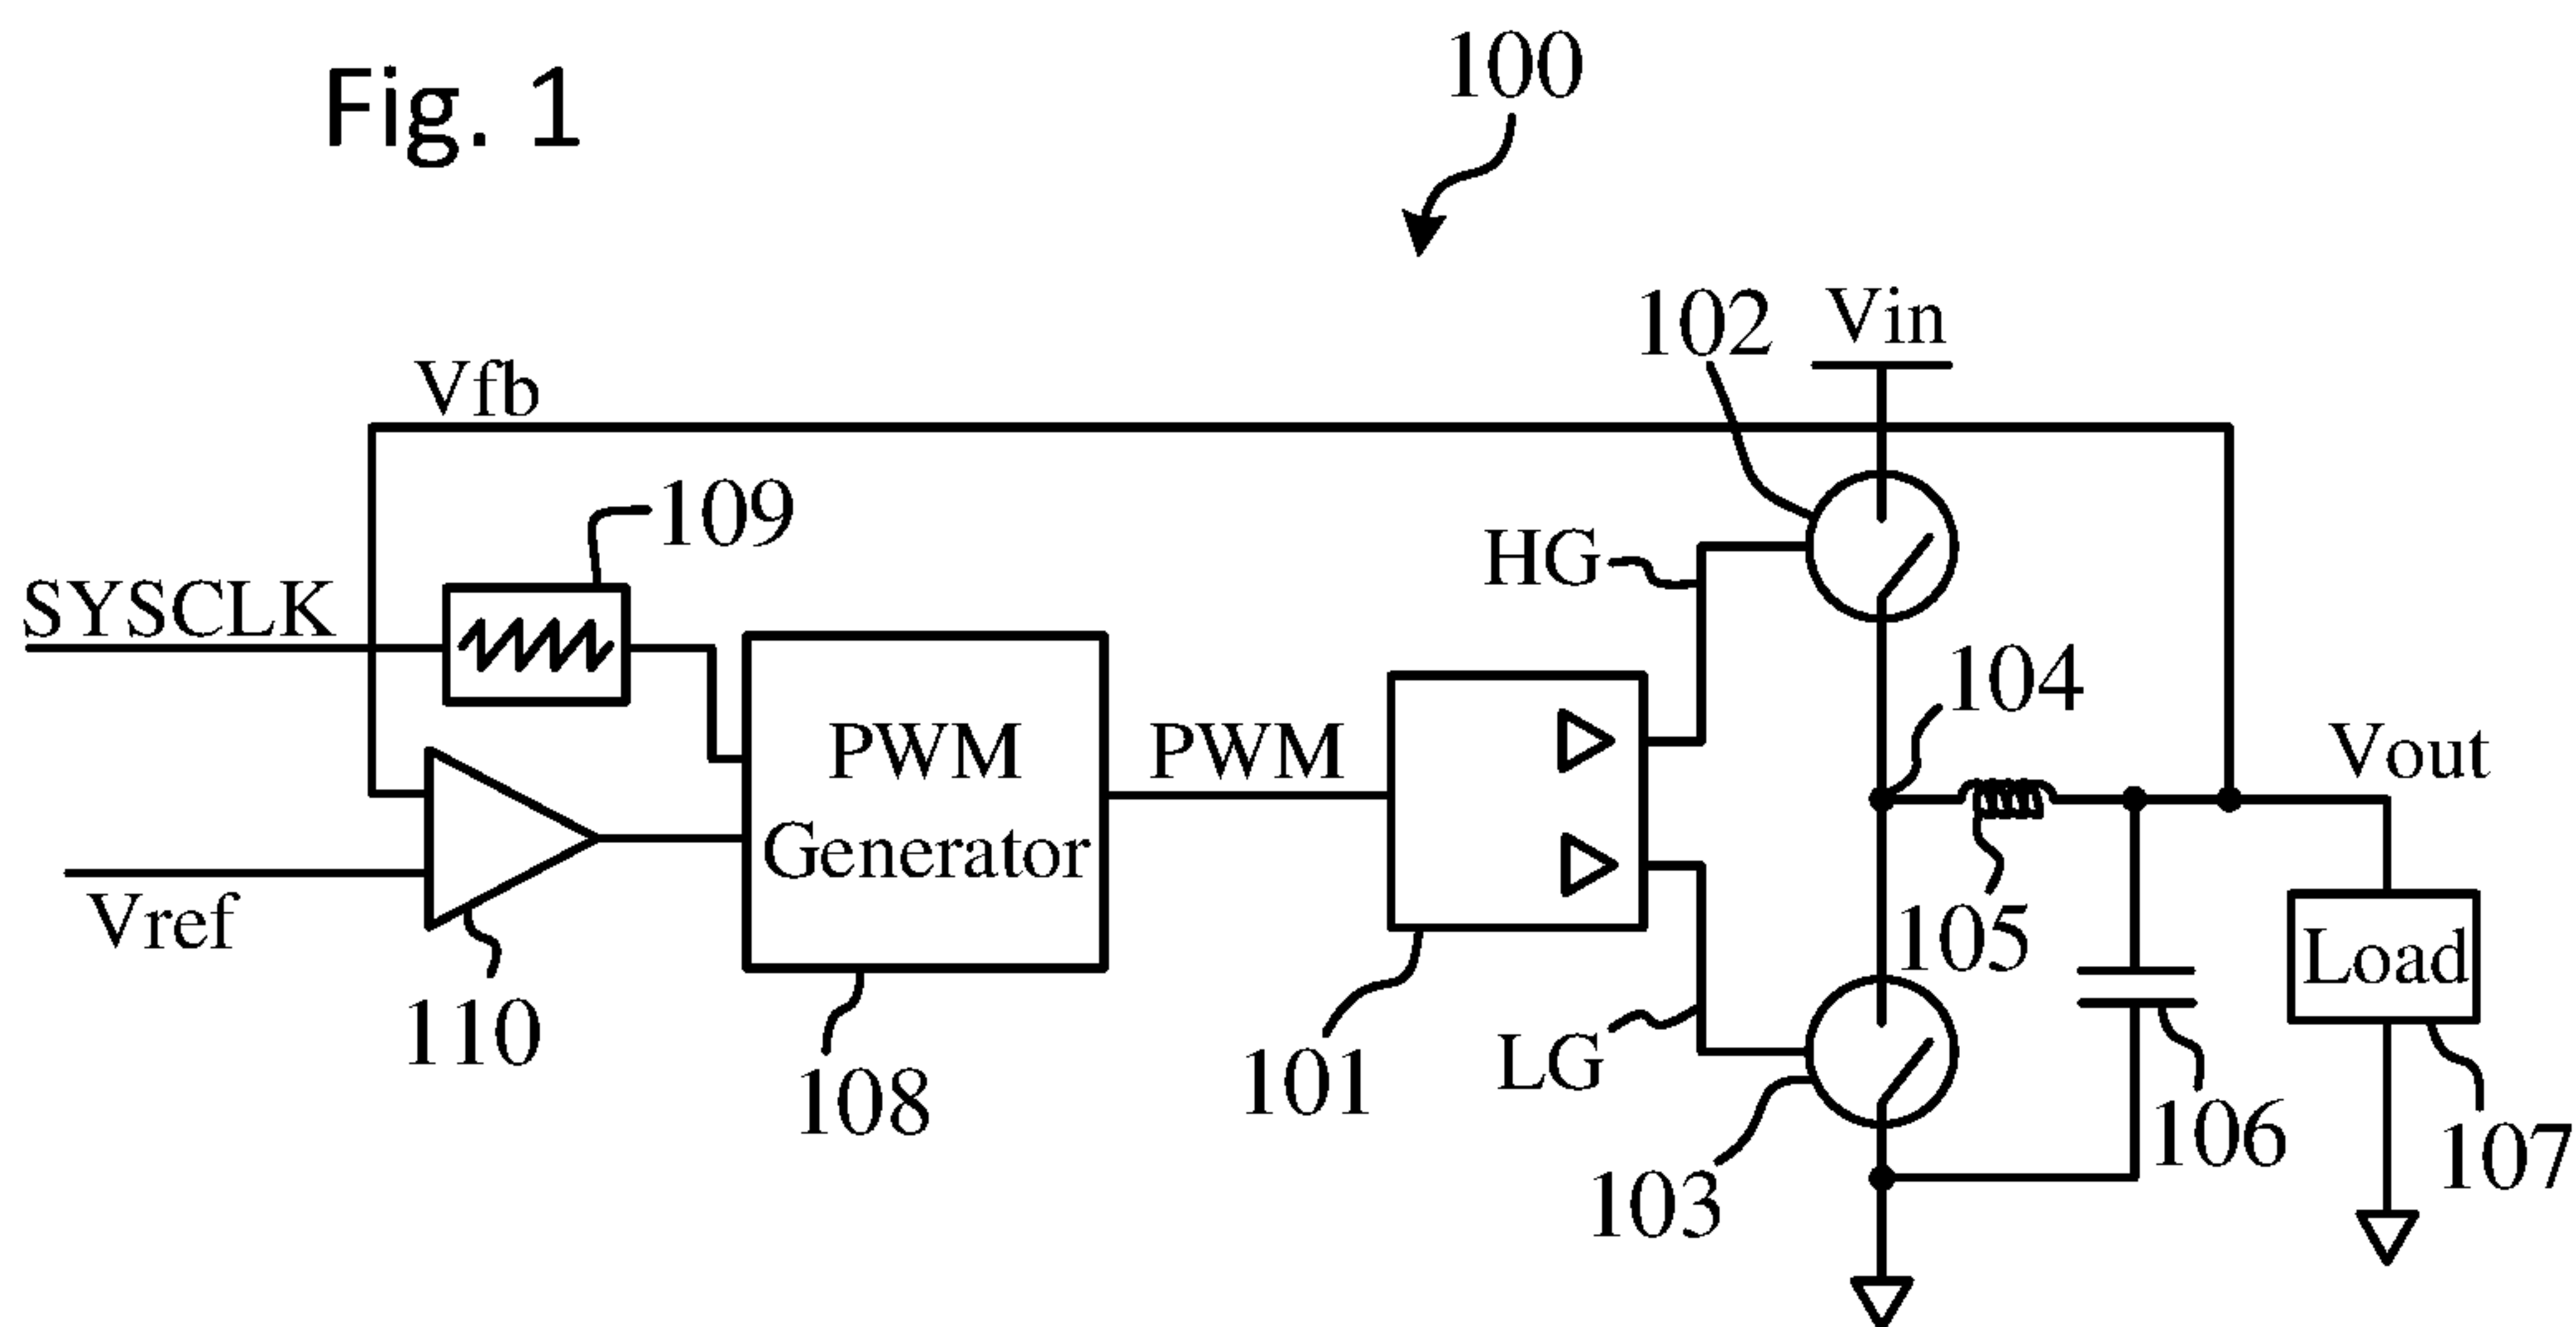 Fig. 1
100
102
Vin
Vfb
109
HG
SYSCLK
104
PWM
Generator
PWM
Vout
Vref
105
Load
110
LG
101
108
106
107
103